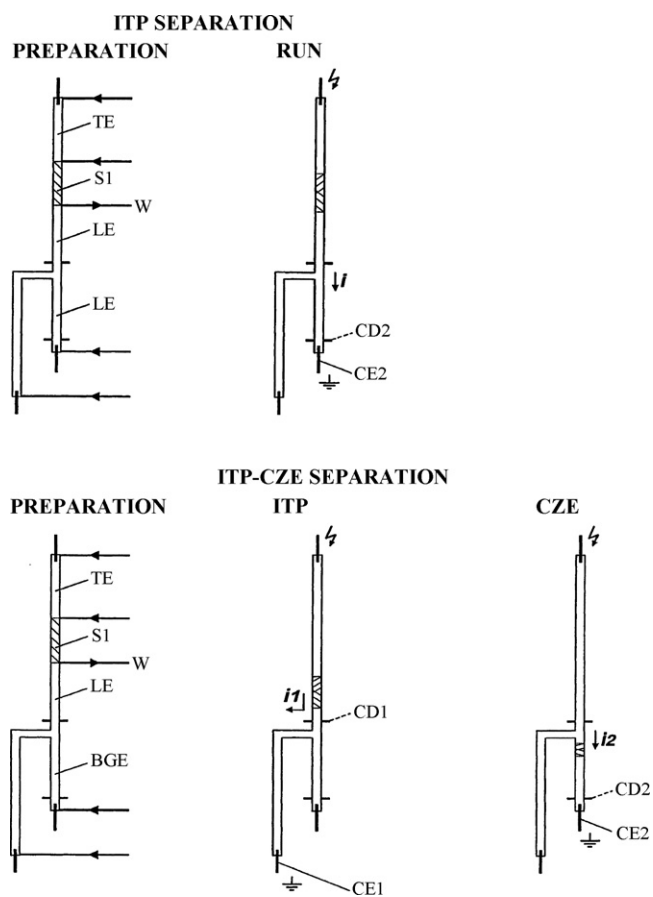 ITP SEPARATION
PREPARATION RUN
TE
S1
W
LE
LE
i
CD2
CE2
ITP-CZE SEPARATION
PREPARATION ITP CZE
TE
S1
W
LE
i1
CD1
BGE
i2
CD2
CE2
CE1